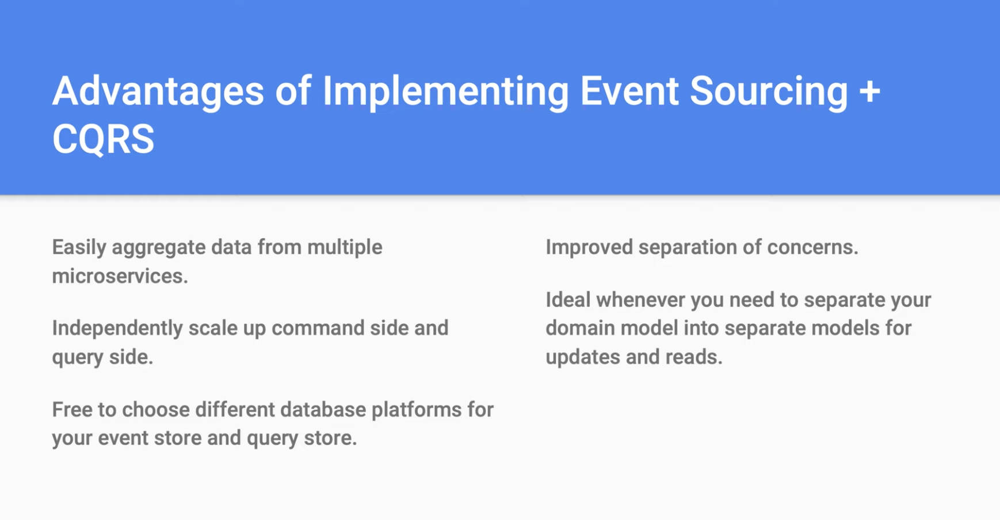 Advantages of Implementing Event Sourcing +
CQRS
Easily aggregate data from multiple
microservices.
Independently scale up command side and
query side.
Free to choose different database platforms for
your event store and query store.
Improved separation of concerns.
Ideal whenever you need to separate your
domain model into separate models for
updates and reads.